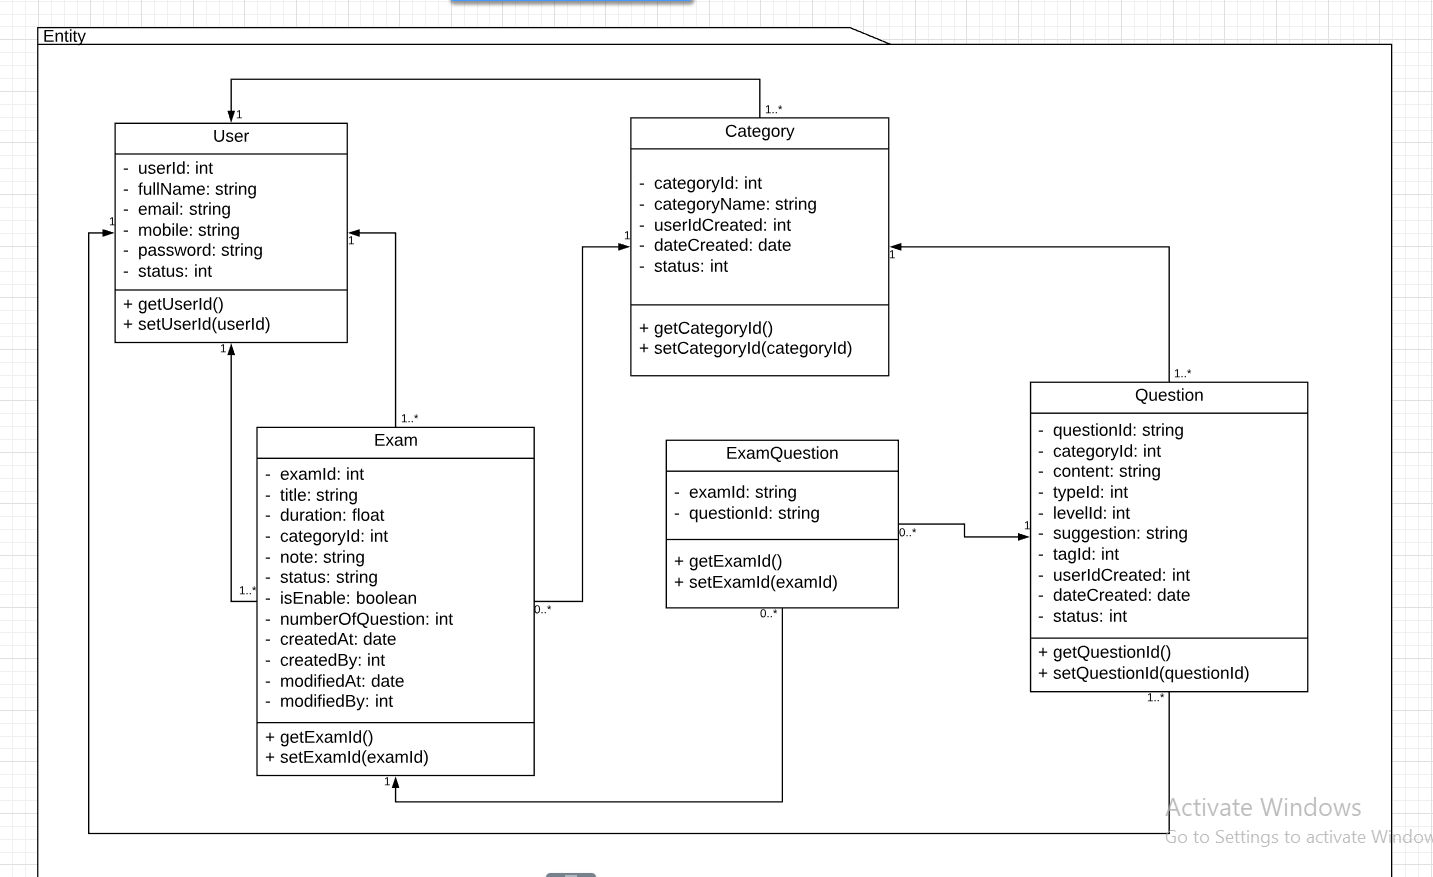 Entity
1
1..*
User
- userId: int
- fullName: string
- email: string
- mobile: string
- password: string
- status: int
+ getUserId()
+ setUserId(userId)
1
1
1
Category
- categoryId: int
- categoryName: string
- userIdCreated: int
- dateCreated: date
- status: int
+ getCategoryId()
+ setCategoryId(categoryId)
1
1
1..*
Exam
- examId: int
- title: string
- duration: float
- categoryId: int
- note: string
- status: string
- isEnable: boolean
- numberOfQuestion: int
- createdAt: date
- createdBy: int
- modifiedAt: date
- modifiedBy: int
+ getExamId()
+ setExamId(examId)
1..*
0..*
1
ExamQuestion
- examId: string
- questionId: string
+ getExamId()
+ setExamId(examId)
0..*
0..*
1
1..*
Question
- questionId: string
- categoryId: int
- content: string
- typeId: int
- levelId: int
- suggestion: string
- tagId: int
- userIdCreated: int
- dateCreated: date
- status: int
+ getQuestionId()
+ setQuestionId(questionId)
1..*
Activate Windows
Go to Settings to activate Window